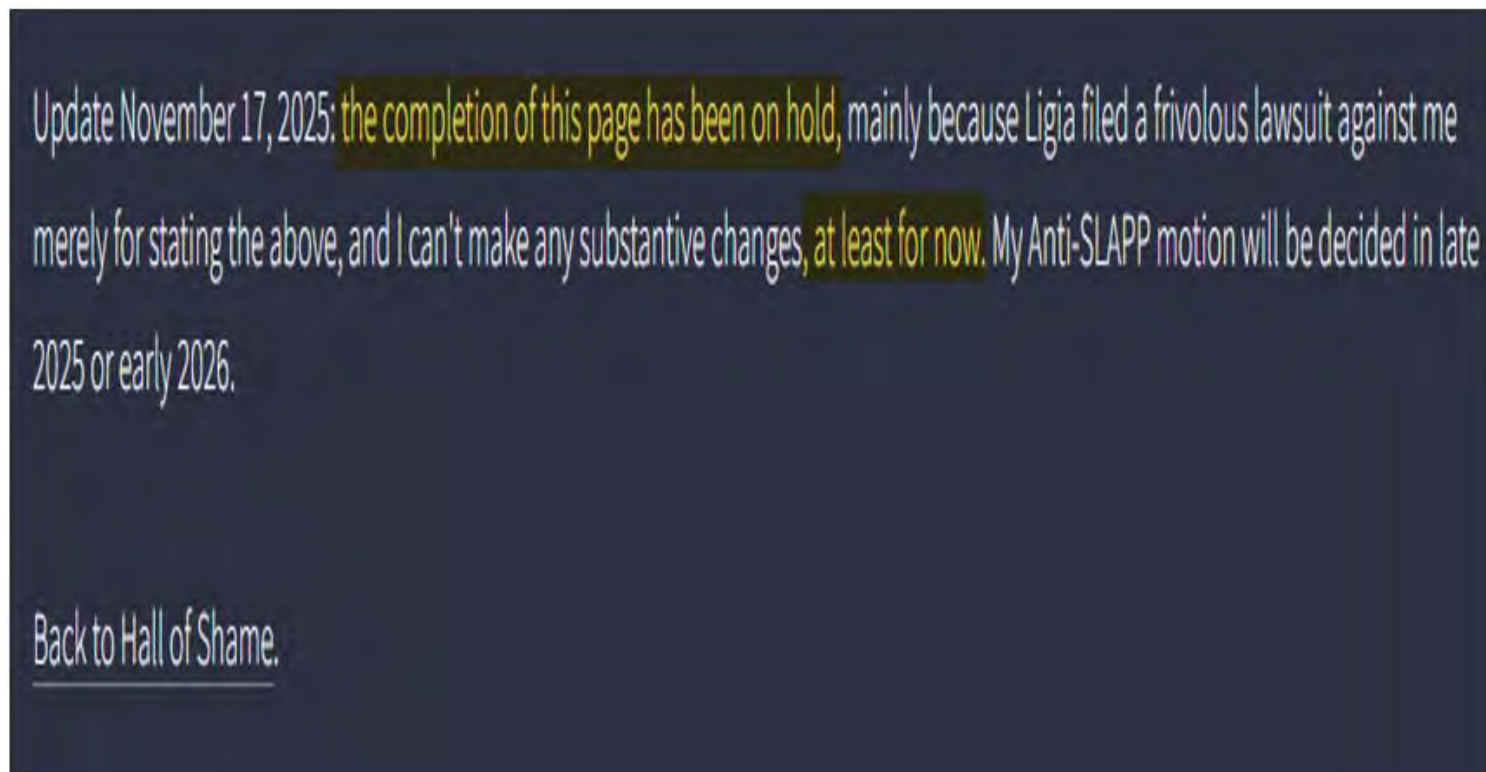 Update November 17, 2025: the completion of this page has been on hold, mainly because Ligia filed a frivolous lawsuit against me
merely for stating the above, and I can't make any substantive changes, at least for now. My Anti-SLAPP motion will be decided in late
2025 or early 2026.
Back to Hall of Shame.